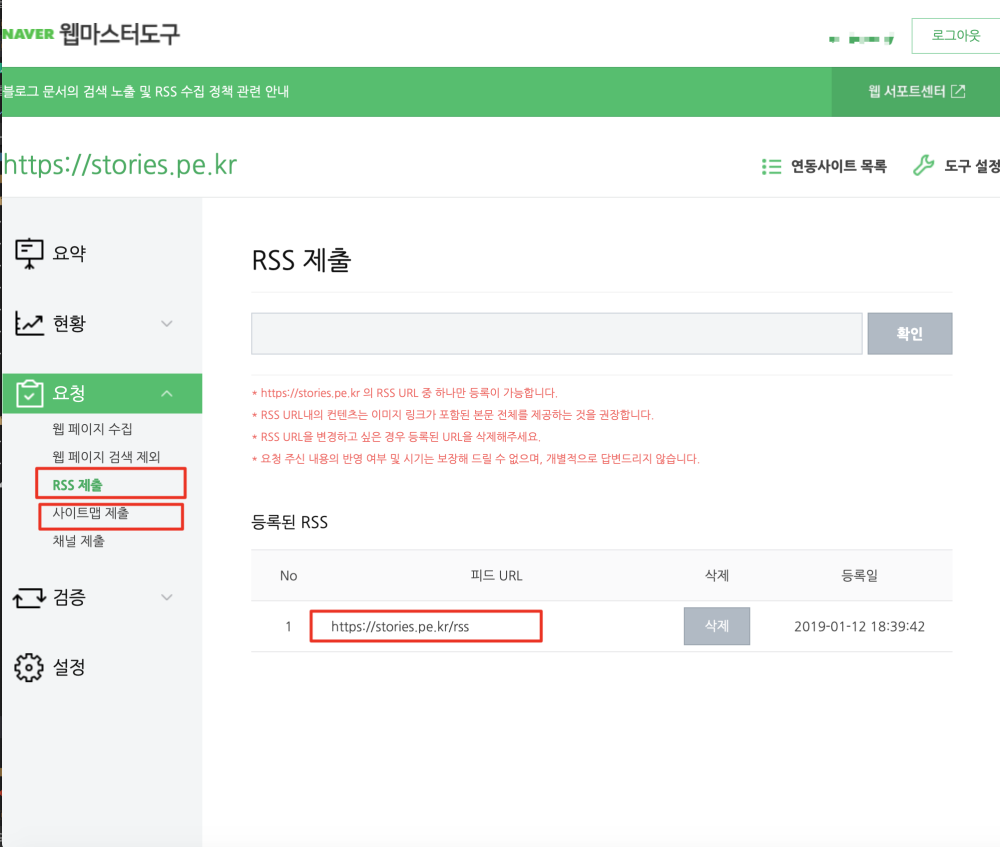 NAVER 웹마스터도구
로그아웃
블로그 문서의 검색 노출 및 RSS 수집 정책 관련 안내
웹 서포트센터
https://stories.pe.kr
연동사이트 목록
도구 설정
요약
현황
요청
웹 페이지 수집
웹 페이지 검색 제외
RSS 제출
사이트맵 제출
채널 제출
검증
설정
RSS 제출
확인
* https://stories.pe.kr 의 RSS URL 중 하나만 등록이 가능합니다.
* RSS URL내의 컨텐츠는 이미지 링크가 포함된 본문 전체를 제공하는 것을 권장합니다.
* RSS URL을 변경하고 싶은 경우 등록된 URL을 삭제해주세요.
* 요청 주신 내용의 반영 여부 및 시기는 보장해 드릴 수 없으며, 개별적으로 답변드리지 않습니다.
등록된 RSS
No 피드 URL 삭제 등록일
1 https://stories.pe.kr/rss 삭제 2019-01-12 18:39:42